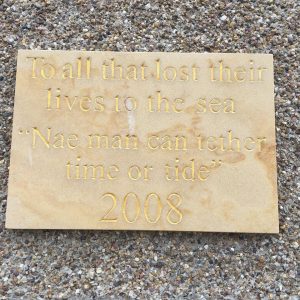 To all that lost their
lives to the sea
“Nae man can tether
time or tide”
2008